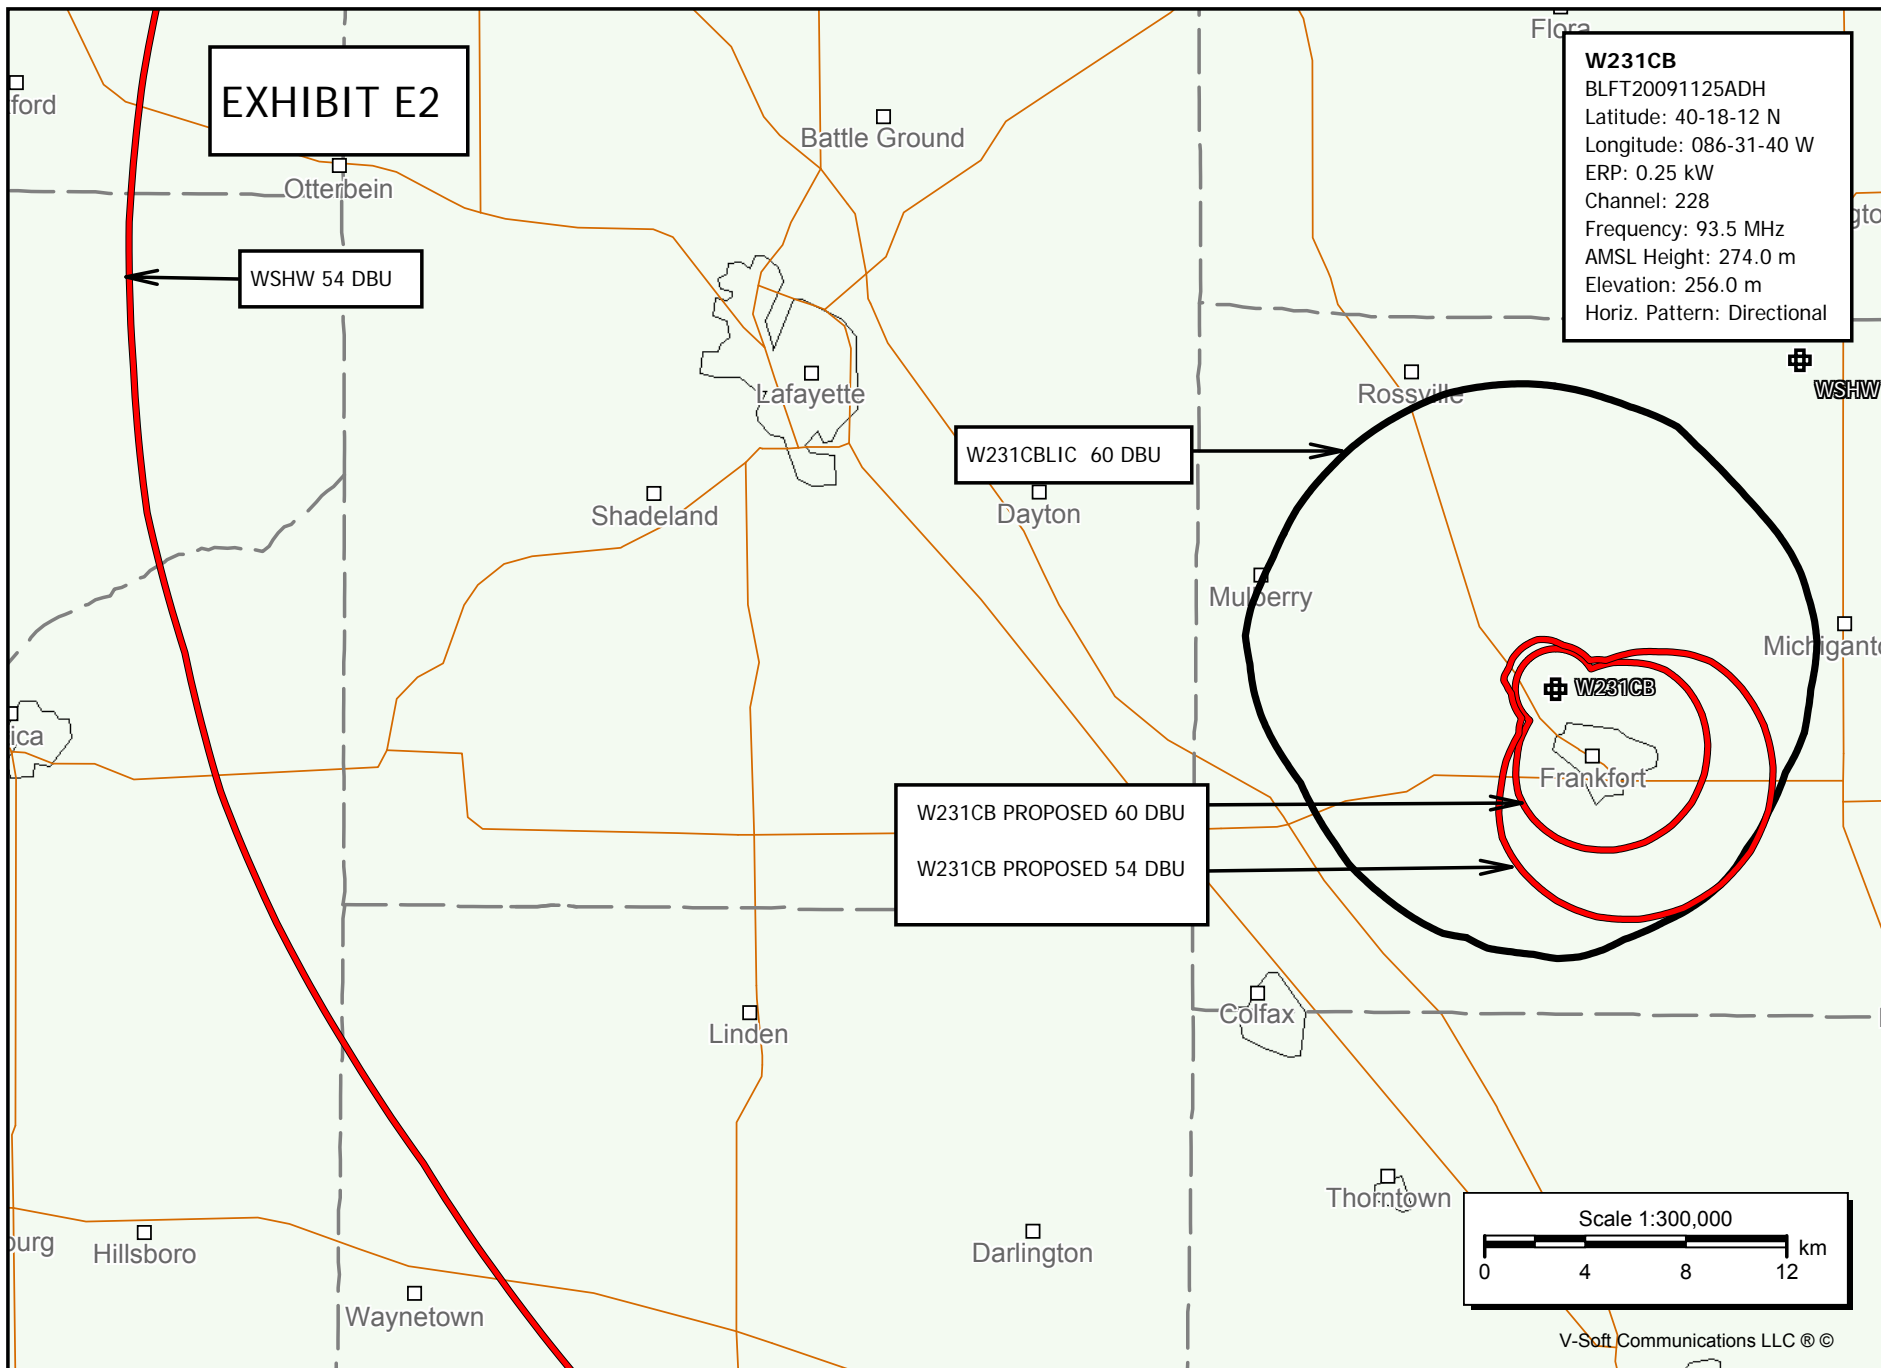 Flora
W231CB
BLFT20091125ADH
Latitude: 40-18-12 N
Longitude: 086-31-40 W
ERP: 0.25 kW
Channel: 228
Frequency: 93.5 MHz
AMSL Height: 274.0 m
Elevation: 256.0 m
Horiz. Pattern: Directional
EXHIBIT E2
ford
Battle Ground
Otterbein
gto
WSHW 54 DBU
WSHW
Lafayette
Rossville
W231CBLIC 60 DBU
Shadeland
Dayton
Mulberry
Michiganto
W231CB
ica
Frankfort
W231CB PROPOSED 60 DBU
W231CB PROPOSED 54 DBU
Colfax
Linden
Thorntown
Scale 1:300,000
km
0 4 8 12
burg
Hillsboro
Darlington
Waynetown
V-Soft Communications LLC ® ©